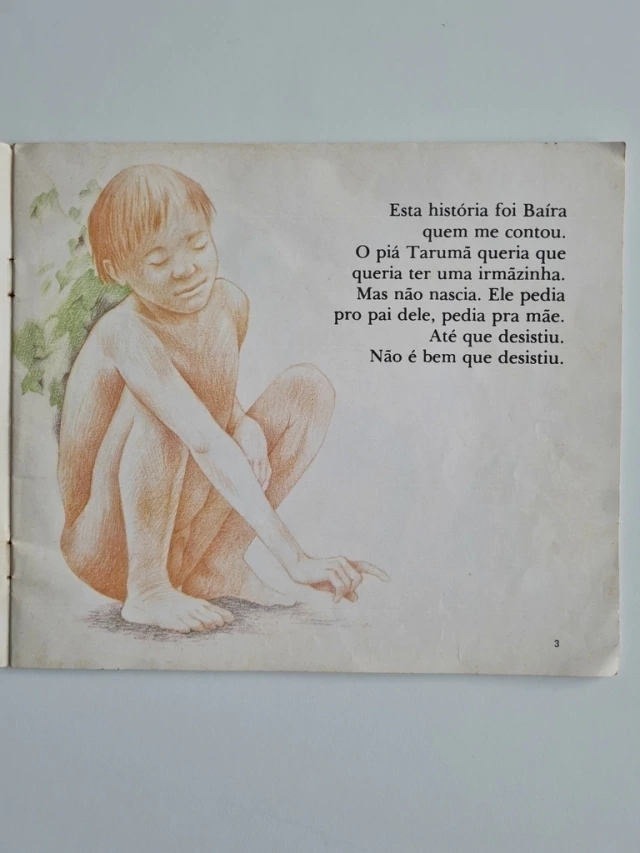 Esta história foi Baíra
quem me contou.
O piá Tarumã queria que
queria ter uma irmãzinha.
Mas não nascia. Ele pedia
pro pai dele, pedia pra mãe.
Até que desistiu.
Não é bem que desistiu.
3